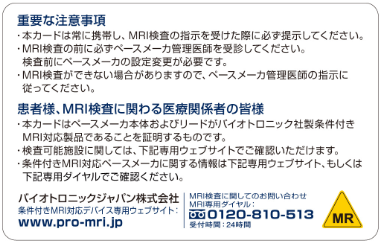 重要な注意事項
・本カードは常に携帯し、MRI検査の指示を受けた際に必ず提示してください。
・MRI検査の前に必ずペースメーカ管理医師を受診してください。
検査前にペースメーカの設定変更が必要です。
・MRI検査ができない場合がありますので、ペースメーカ管理医師の指示に
従ってください。
患者様、MRI検査に関わる医療関係者の皆様
・本カードはペースメーカ本体およびリードがバイオトロニック社製条件付き
MRI対応製品であることを証明するものです。
・検査可能施設に関しては、下記専用ウェブサイトでご確認いただけます。
・条件付きMRI対応ペースメーカに関する情報は下記専用ウェブサイト、もしくは
下記専用ダイヤルでご確認ください。
バイオトロニックジャパン株式会社
条件付きMRI対応デバイス専用ウェブサイト：
www.pro-mri.jp
MRI検査に関してのお問い合わせ
MRI専用ダイヤル：
0120-810-513
受付時間：24時間
MR